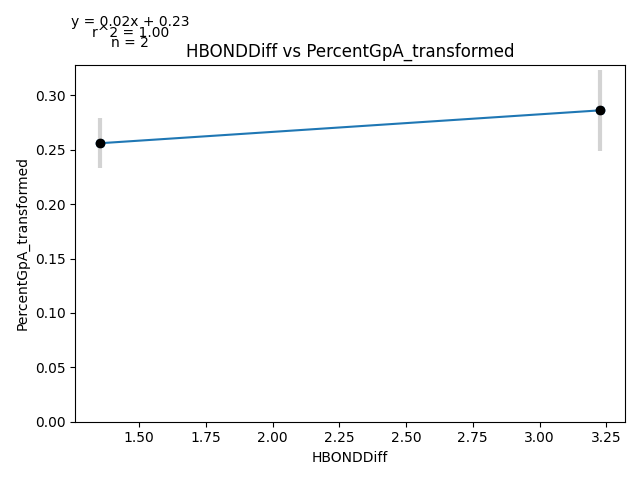 y = 0.02x + 0.23
r^2 = 1.00
n = 2
HBONDDiff vs PercentGpA_transformed
PercentGpA_transformed
0.30
0.25
0.20
0.15
0.10
0.05
0.00
1.50 1.75 2.00 2.25 2.50 2.75 3.00 3.25
HBONDDiff